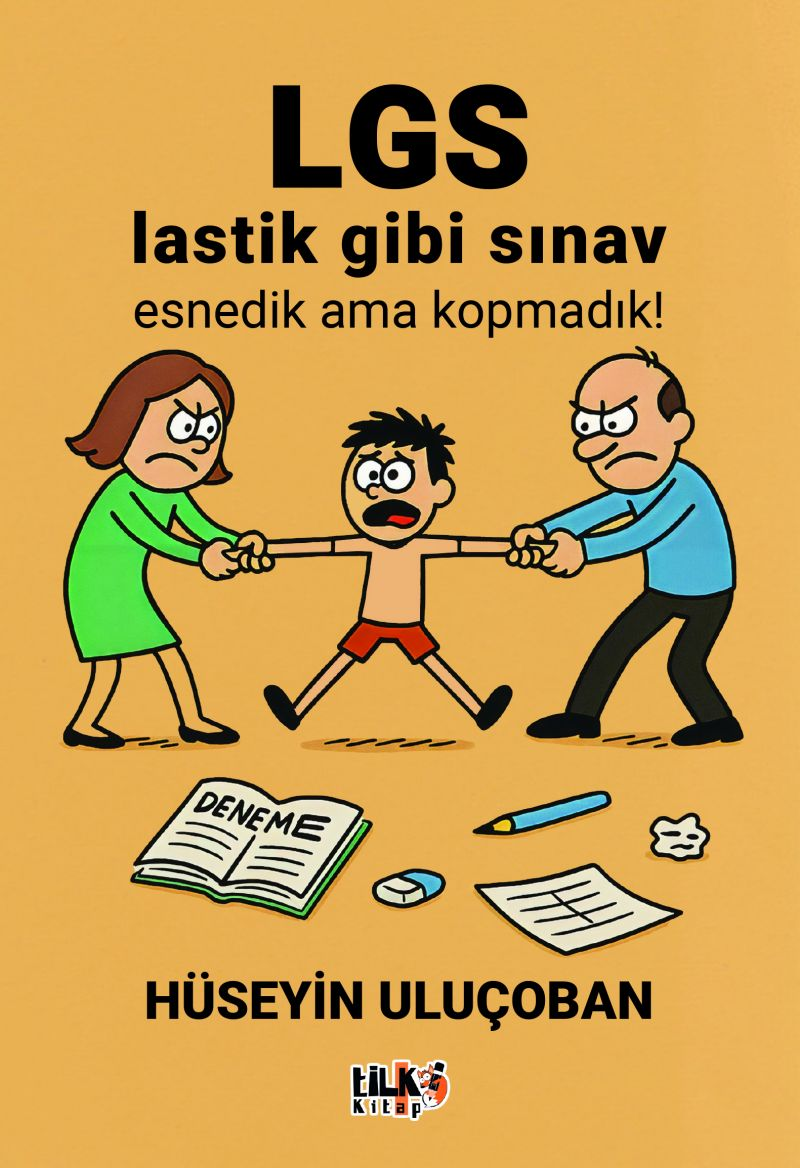 LGS
lastik gibi sınav
esnedik ama kopmadık!
DENEME
HÜSEYİN ULUÇOBAN
tiLKi
Kitap